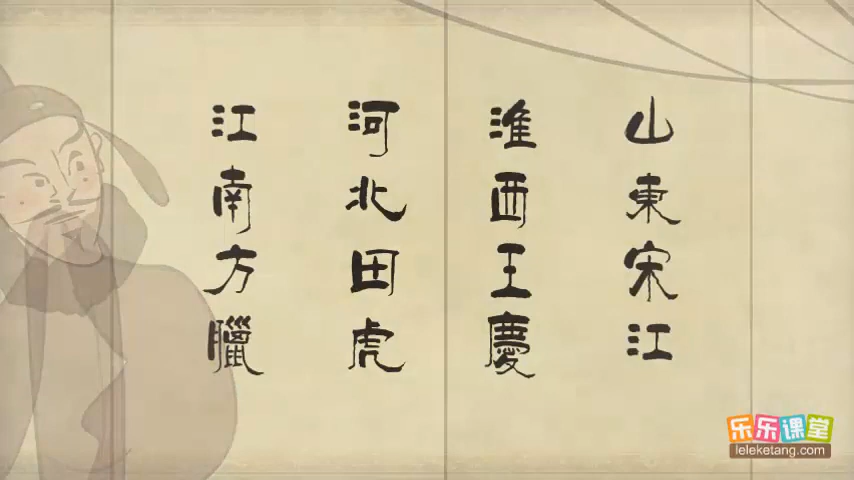 山東宋江
淮西王慶
河北田虎
江南方臘
乐乐课堂
leleketang.com